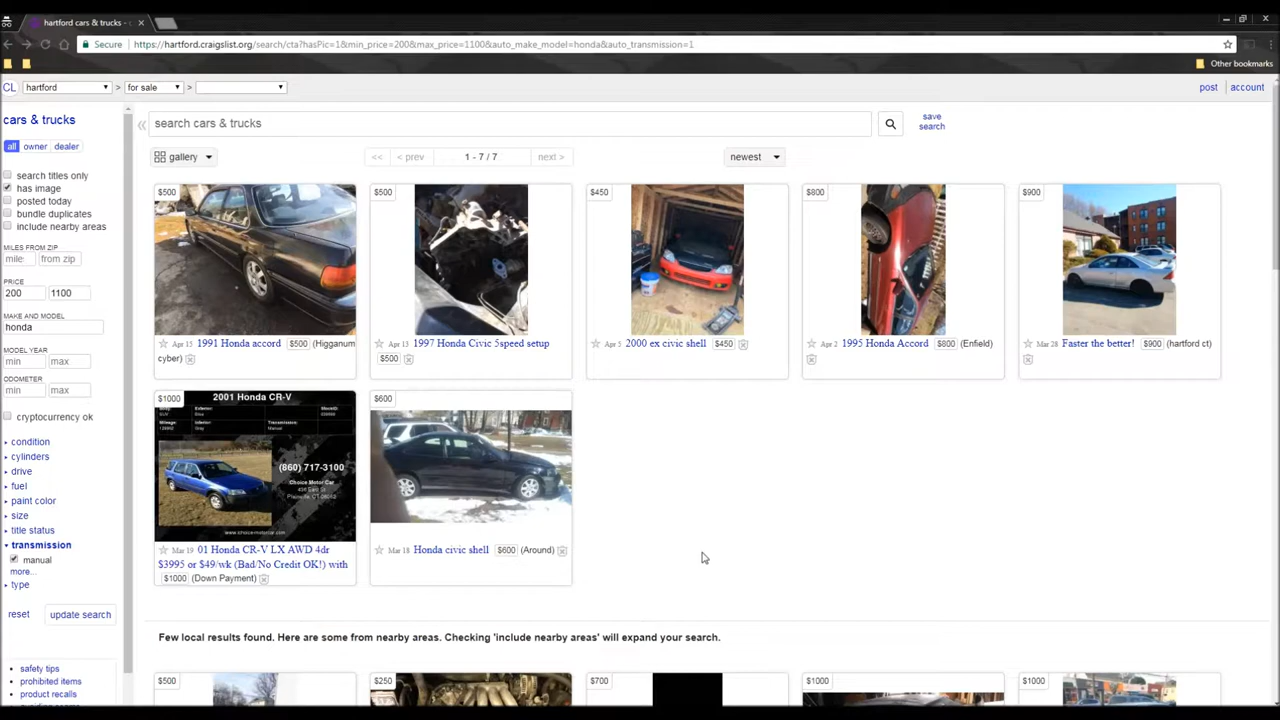 hartford cars & trucks - c
Secure https://hartford.craigslist.org/search/cta?hasPic=1&min_price=200&max_price=1100&auto_make_model=honda&auto_transmission=1
Other bookmarks
CL hartford > for sale >
post account
cars & trucks
all owner dealer
search titles only
has image
posted today
bundle duplicates
include nearby areas
MILES FROM ZIP
mile from zip
PRICE
200 1100
MAKE AND MODEL
honda
MODEL YEAR
min max
ODOMETER
min max
cryptocurrency ok
condition
cylinders
drive
fuel
paint color
size
title status
transmission
manual
more...
type
reset update search
safety tips
prohibited items
product recalls
search cars & trucks
save
search
gallery
<< < prev 1 - 7 / 7 next >
newest
$500
Apr 15 1991 Honda accord $500 (Higganum
cyber)
$500
Apr 13 1997 Honda Civic 5speed setup
$500
$450
Apr 5 2000 ex civic shell $450
$800
Apr 2 1995 Honda Accord $800 (Enfield)
$900
Mar 28 Faster the better! $900 (hartford ct)
$1000
2001 Honda CR-V
(860) 717-3100
Choice Motor Car
www.choicemotorcar.com
Mar 19 01 Honda CR-V LX AWD 4dr
$3995 or $49/wk (Bad/No Credit OK!) with
$1000 (Down Payment)
$600
Mar 18 Honda civic shell $600 (Around)
Few local results found. Here are some from nearby areas. Checking 'include nearby areas' will expand your search.
$500
$250
$700
$1000
$1000